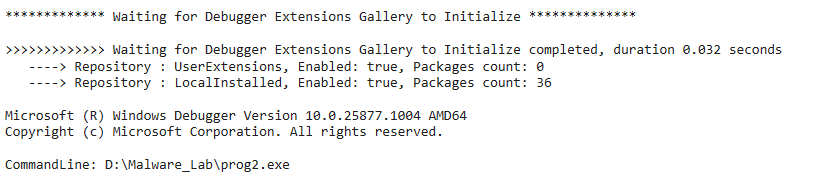 ************* Waiting for Debugger Extensions Gallery to Initialize **************
>>>>>>>>>>>>> Waiting for Debugger Extensions Gallery to Initialize completed, duration 0.032 seconds
----> Repository : UserExtensions, Enabled: true, Packages count: 0
----> Repository : LocalInstalled, Enabled: true, Packages count: 36
Microsoft (R) Windows Debugger Version 10.0.25877.1004 AMD64
Copyright (c) Microsoft Corporation. All rights reserved.
CommandLine: D:\Malware_Lab\prog2.exe